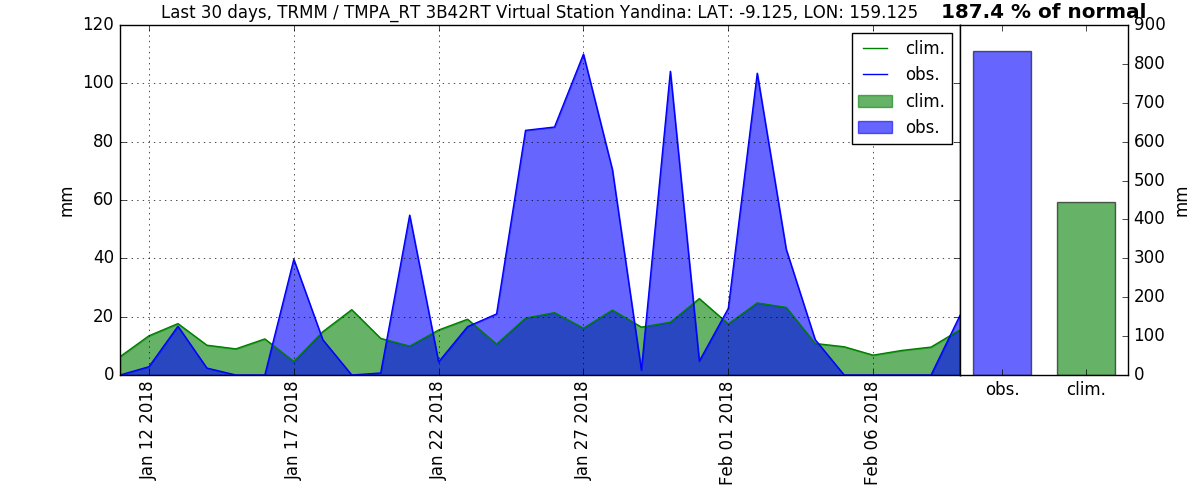 Last 30 days, TRMM / TMPA_RT 3B42RT Virtual Station Yandina: LAT: -9.125, LON: 159.125
187.4 % of normal
120
100
80
60
40
20
0
mm
clim.
obs.
clim.
obs.
Jan 12 2018
Jan 17 2018
Jan 22 2018
Jan 27 2018
Feb 01 2018
Feb 06 2018
900
800
700
600
500
400
300
200
100
0
mm
obs.
clim.